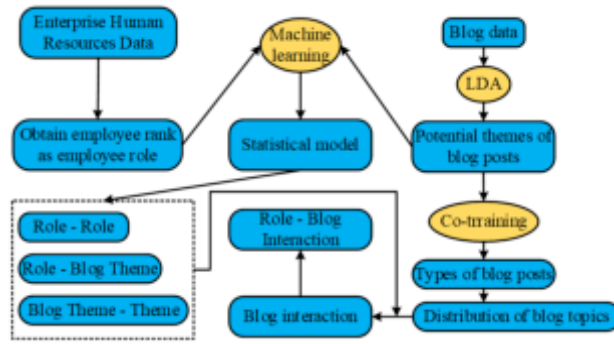 Enterprise Human
Resources Data
Machine
learning
Blog data
LDA
Obtain employee rank
as employee role
Statistical model
Potential themes of
blog posts
Role - Role
Role - Blog Theme
Blog Theme - Theme
Role - Blog
Interaction
Co-trraining
Types of blog posts
Blog interaction
Distribution of blog topics